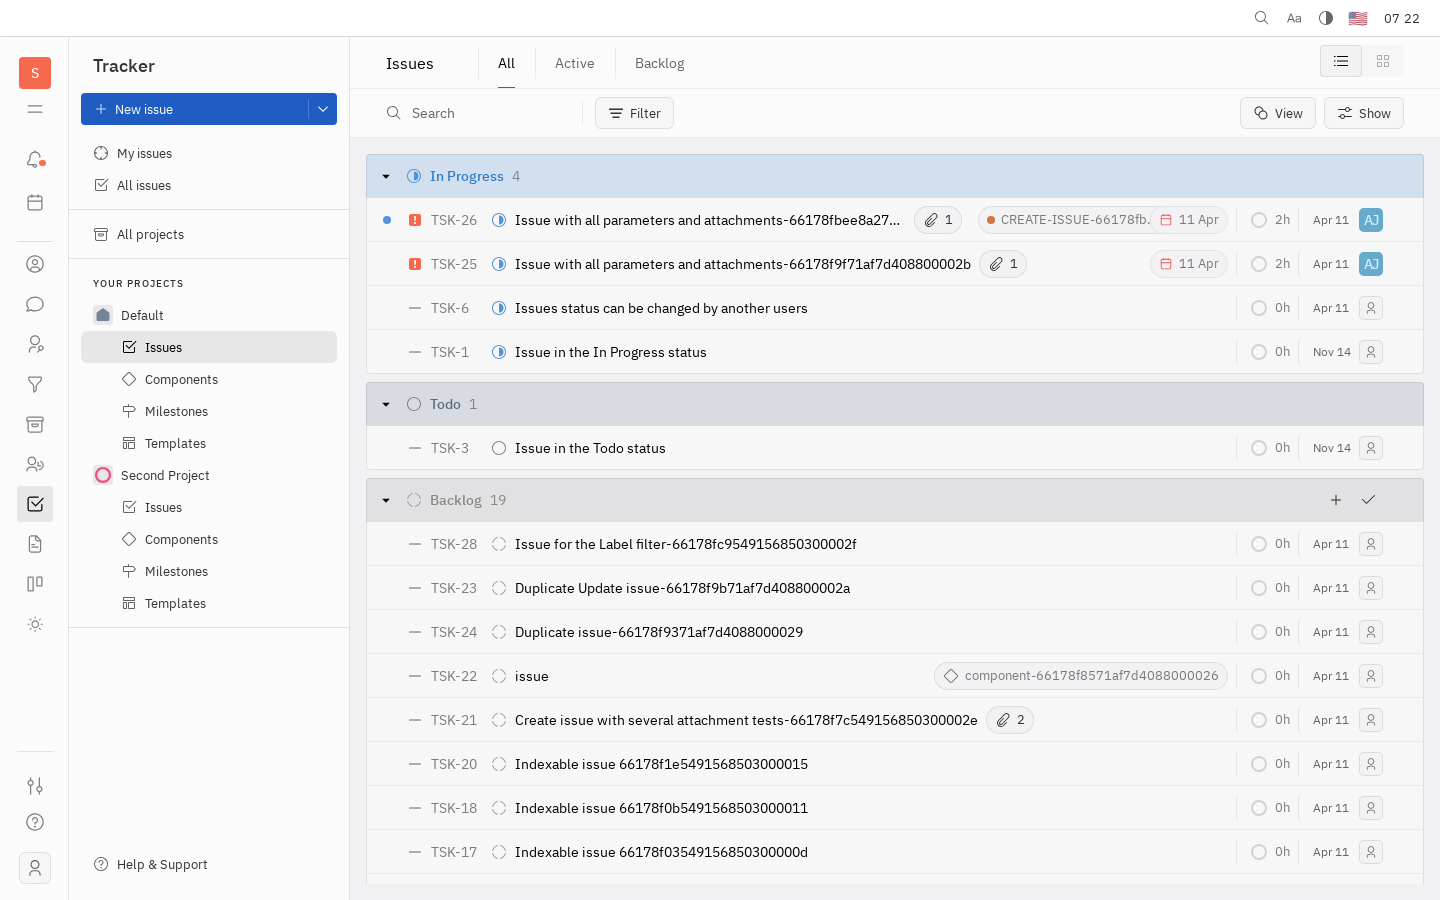 Aa 07 22
S
Tracker
New issue
My issues
All issues
All projects
YOUR PROJECTS
Default
Issues
Components
Milestones
Templates
Second Project
Issues
Components
Milestones
Templates
Help & Support
Issues All Active Backlog
Search Filter View Show
In Progress 4
TSK-26 Issue with all parameters and attachments-66178fbee8a27... 1 CREATE-ISSUE-66178fb... 11 Apr 2h Apr 11 AJ
TSK-25 Issue with all parameters and attachments-66178f9f71af7d408800002b 1 11 Apr 2h Apr 11 AJ
TSK-6 Issues status can be changed by another users 0h Apr 11
TSK-1 Issue in the In Progress status 0h Nov 14
Todo 1
TSK-3 Issue in the Todo status 0h Nov 14
Backlog 19
TSK-28 Issue for the Label filter-66178fc9549156850300002f 0h Apr 11
TSK-23 Duplicate Update issue-66178f9b71af7d408800002a 0h Apr 11
TSK-24 Duplicate issue-66178f9371af7d4088000029 0h Apr 11
TSK-22 issue component-66178f8571af7d4088000026 0h Apr 11
TSK-21 Create issue with several attachment tests-66178f7c549156850300002e 2 0h Apr 11
TSK-20 Indexable issue 66178f1e5491568503000015 0h Apr 11
TSK-18 Indexable issue 66178f0b5491568503000011 0h Apr 11
TSK-17 Indexable issue 66178f03549156850300000d 0h Apr 11